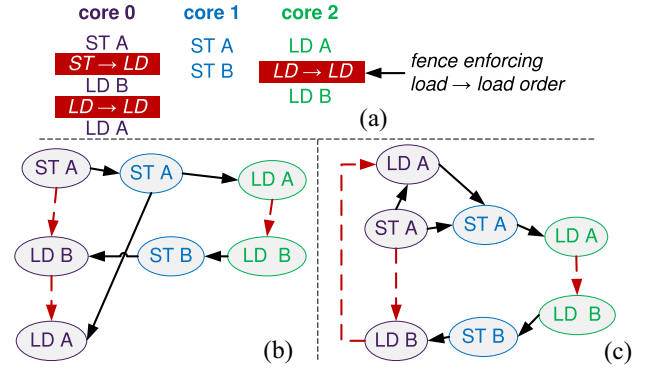 core 0 core 1 core 2
ST A ST A LD A
ST → LD ST B LD → LD fence enforcing
LD B LD B load → load order
LD → LD
LD A
(a)
ST A ST A LD A
LD B ST B LD B
LD A
(b)
LD A
ST A ST A LD A
LD B ST B LD B
(c)